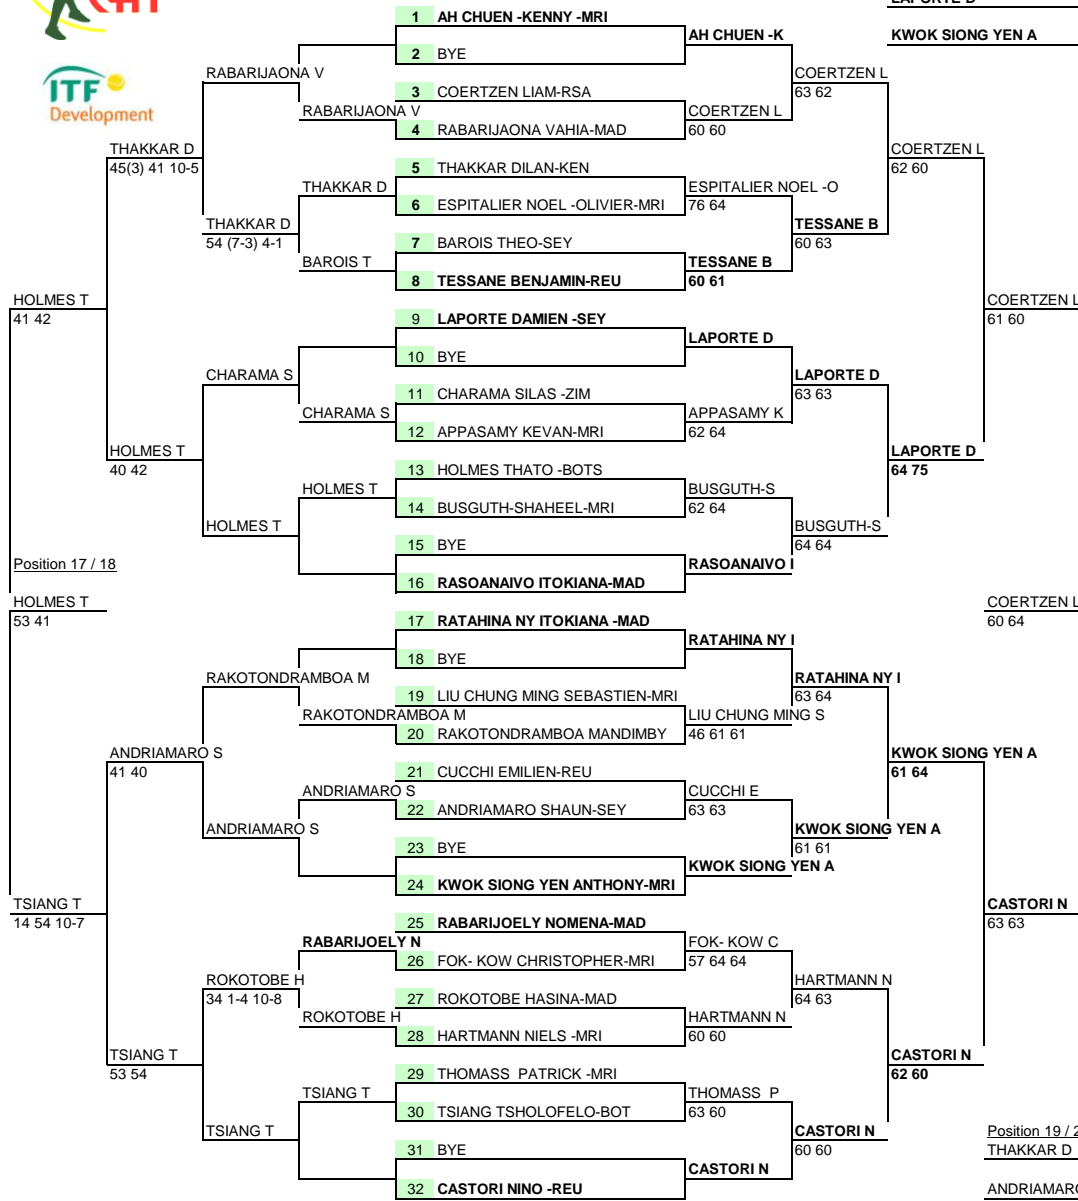 LAPORTE D
KWOK SIONG YEN A
ITF
Development
1 AH CHUEN -KENNY -MRI
AH CHUEN -K
2 BYE
RABARIJAONA V
COERTZEN L
63 62
3 COERTZEN LIAM-RSA
RABARIJAONA V
COERTZEN L
4 RABARIJAONA VAHIA-MAD
60 60
THAKKAR D
COERTZEN L
45(3) 41 10-5
62 60
5 THAKKAR DILAN-KEN
THAKKAR D
ESPITALIER NOEL -O
6 ESPITALIER NOEL -OLIVIER-MRI
76 64
THAKKAR D
TESSANE B
54 (7-3) 4-1
60 63
7 BAROIS THEO-SEY
BAROIS T
TESSANE B
8 TESSANE BENJAMIN-REU
60 61
HOLMES T
COERTZEN L
41 42
61 60
9 LAPORTE DAMIEN -SEY
LAPORTE D
10 BYE
CHARAMA S
LAPORTE D
63 63
11 CHARAMA SILAS -ZIM
CHARAMA S
APPASAMY K
12 APPASAMY KEVAN-MRI
62 64
HOLMES T
LAPORTE D
40 42
64 75
13 HOLMES THATO -BOTS
HOLMES T
BUSGUTH-S
14 BUSGUTH-SHAHEEL-MRI
62 64
HOLMES T
BUSGUTH-S
64 64
15 BYE
Position 17 / 18
RASOANAIVO I
16 RASOANAIVO ITOKIANA-MAD
HOLMES T
COERTZEN L
53 41
60 64
17 RATAHINA NY ITOKIANA -MAD
RATAHINA NY I
18 BYE
RAKOTONDRAMBOA M
RATAHINA NY I
63 64
19 LIU CHUNG MING SEBASTIEN-MRI
RAKOTONDRAMBOA M
LIU CHUNG MING S
20 RAKOTONDRAMBOA MANDIMBY
46 61 61
ANDRIAMARO S
KWOK SIONG YEN A
41 40
61 64
21 CUCCHI EMILIEN-REU
ANDRIAMARO S
CUCCHI E
22 ANDRIAMARO SHAUN-SEY
63 63
ANDRIAMARO S
KWOK SIONG YEN A
61 61
23 BYE
KWOK SIONG YEN A
24 KWOK SIONG YEN ANTHONY-MRI
TSIANG T
CASTORI N
14 54 10-7
63 63
25 RABARIJOELY NOMENA-MAD
RABARIJOELY N
FOK- KOW C
26 FOK- KOW CHRISTOPHER-MRI
57 64 64
ROKOTOBE H
HARTMANN N
34 1-4 10-8
64 63
27 ROKOTOBE HASINA-MAD
ROKOTOBE H
HARTMANN N
28 HARTMANN NIELS -MRI
60 60
TSIANG T
CASTORI N
53 54
62 60
29 THOMASS PATRICK -MRI
TSIANG T
THOMASS P
30 TSIANG TSHOLOFELO-BOT
63 60
TSIANG T
CASTORI N
60 60
Position 19 /
31 BYE
THAKKAR D
CASTORI N
32 CASTORI NINO -REU